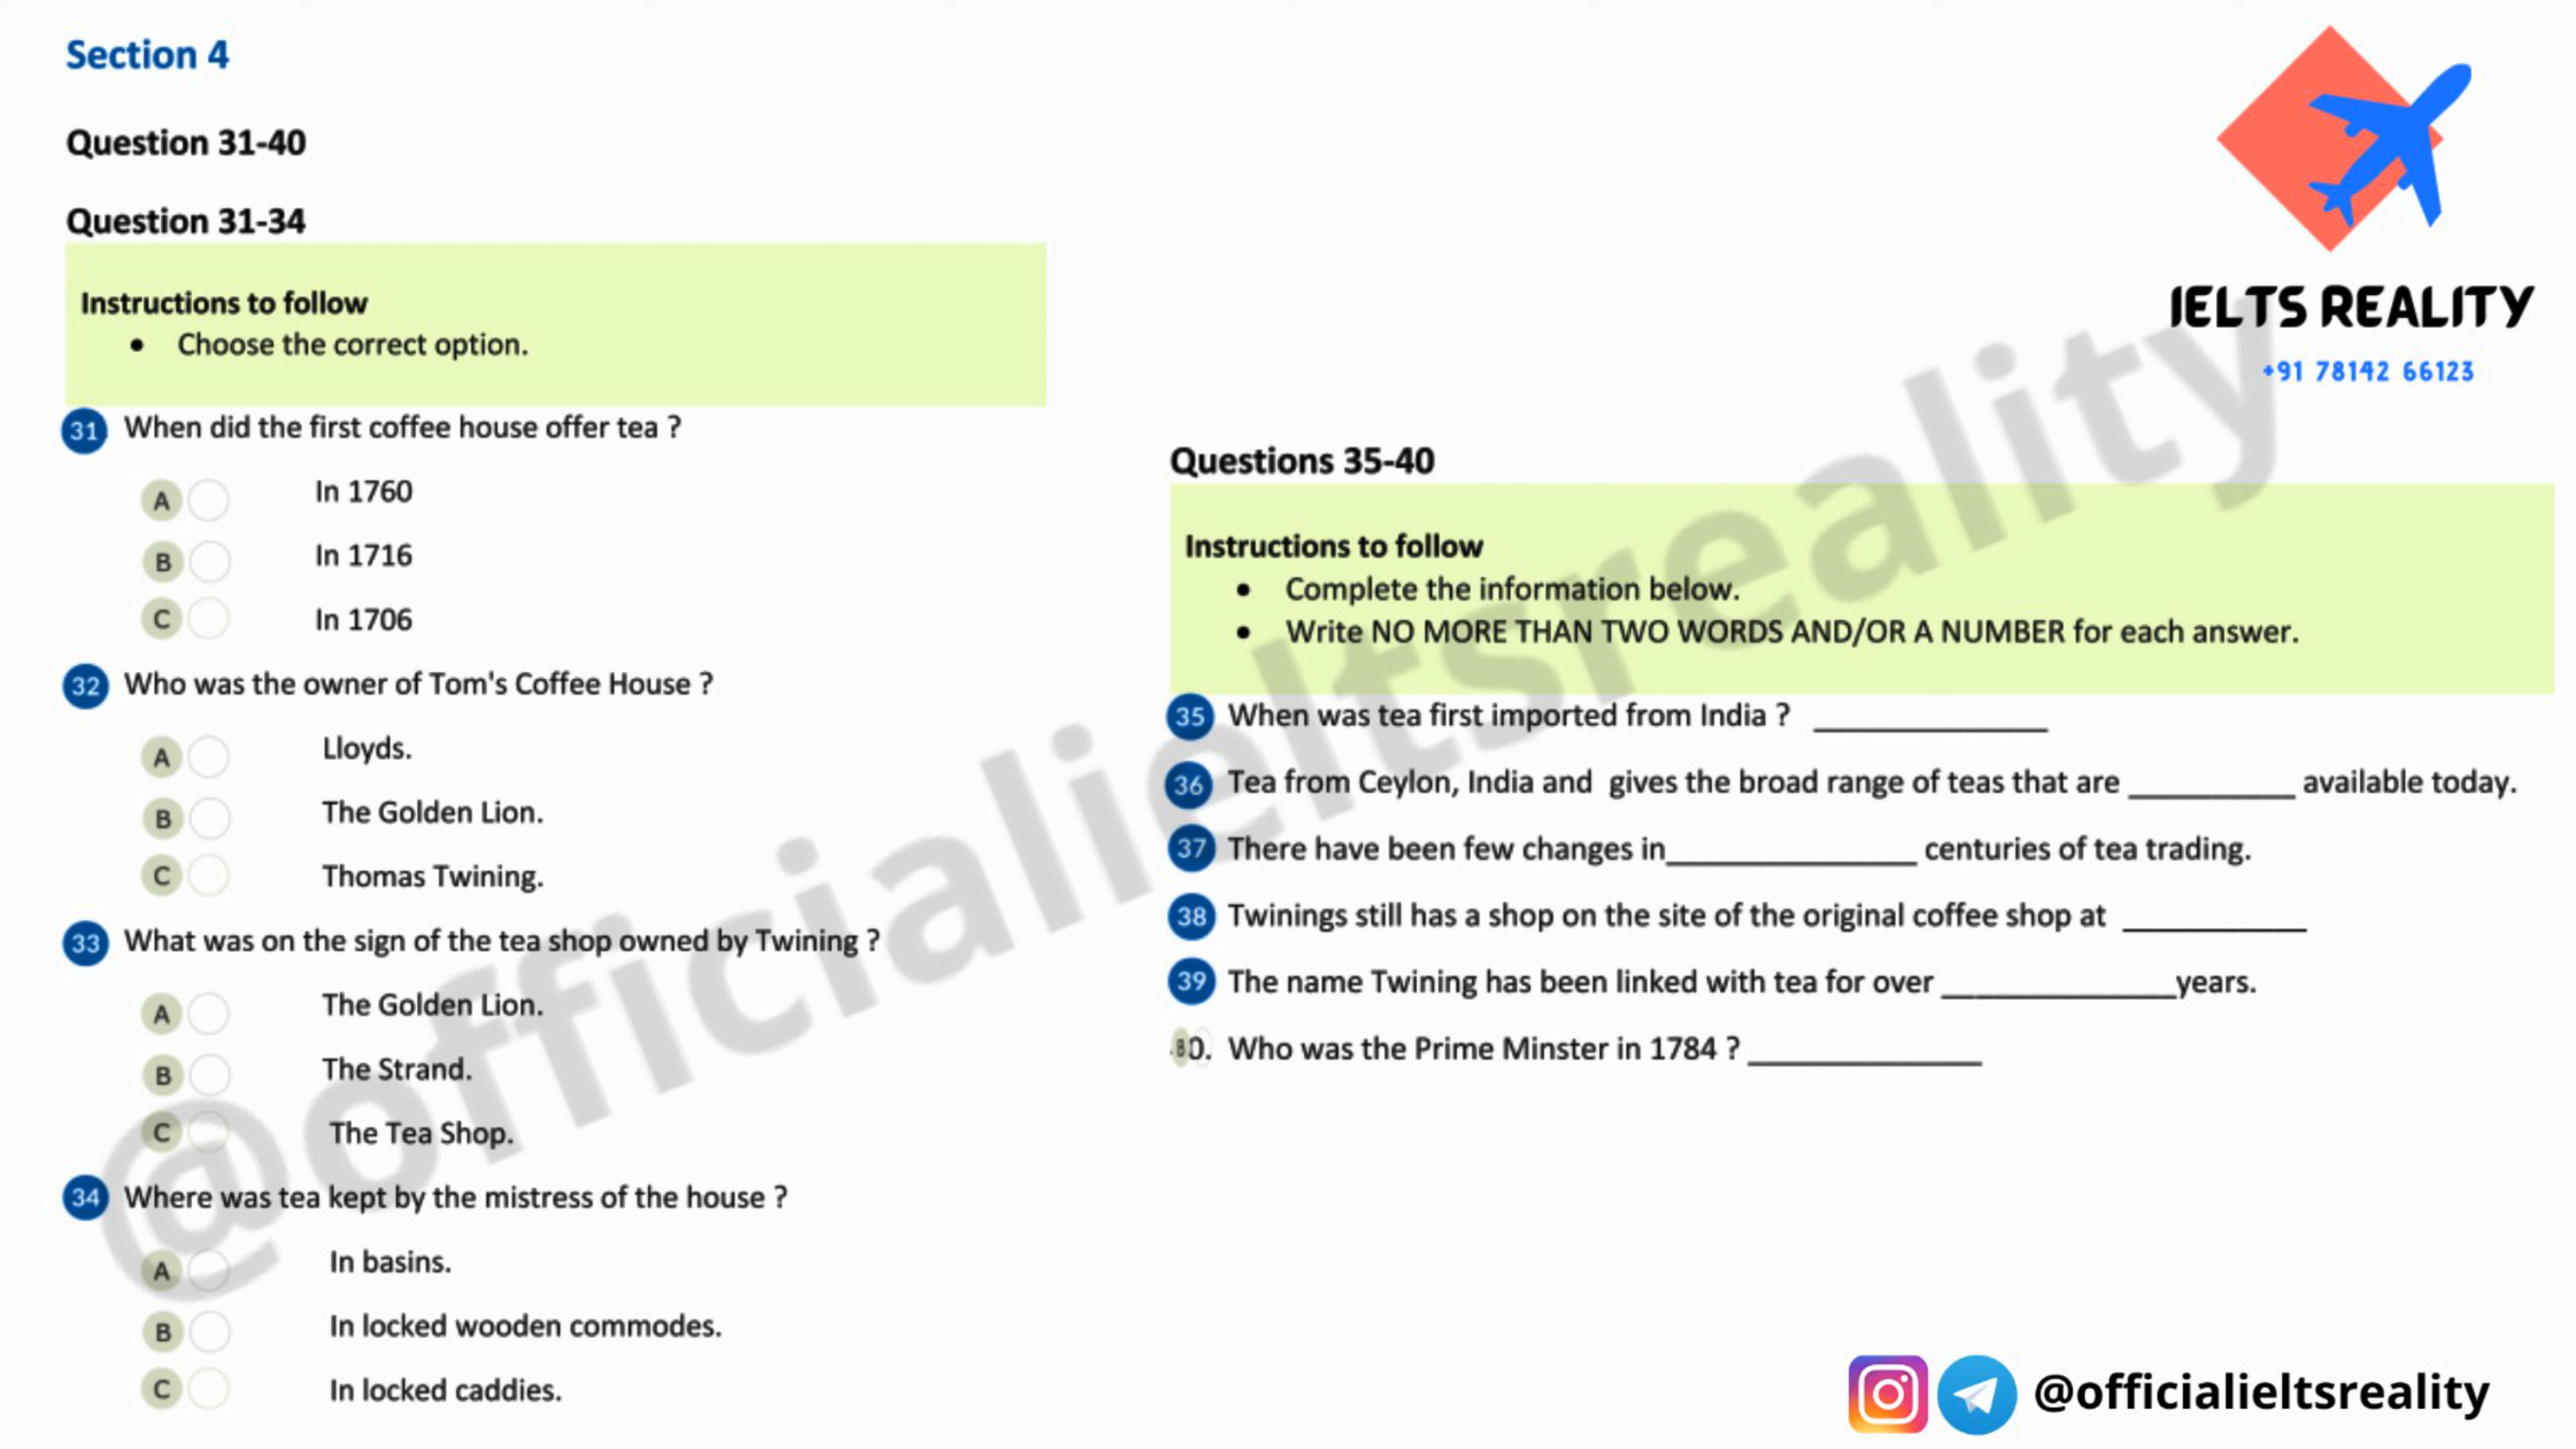 Section 4
Question 31-40
Question 31-34
Instructions to follow
• Choose the correct option.
31 When did the first coffee house offer tea ?
A In 1760
B In 1716
C In 1706
32 Who was the owner of Tom's Coffee House ?
A Lloyds.
B The Golden Lion.
C Thomas Twining.
33 What was on the sign of the tea shop owned by Twining ?
A The Golden Lion.
B The Strand.
C The Tea Shop.
34 Where was tea kept by the mistress of the house ?
A In basins.
B In locked wooden commodes.
C In locked caddies.
IELTS REALITY
+91 78142 66123
Questions 35-40
Instructions to follow
• Complete the information below.
• Write NO MORE THAN TWO WORDS AND/OR A NUMBER for each answer.
35 When was tea first imported from India ? ______________
36 Tea from Ceylon, India and gives the broad range of teas that are __________ available today.
37 There have been few changes in_______________ centuries of tea trading.
38 Twinings still has a shop on the site of the original coffee shop at ___________
39 The name Twining has been linked with tea for over ______________years.
0. Who was the Prime Minster in 1784 ? ______________
@officialieltsreality
@officialieltsreality